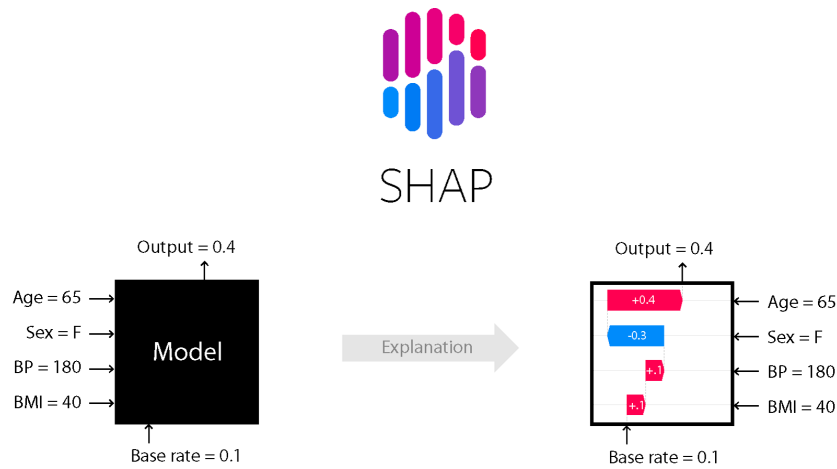 SHAP
Output = 0.4
Age = 65
Sex = F
BP = 180
BMI = 40
Model
Base rate = 0.1
Explanation
Output = 0.4
+0.4
-0.3
+.1
+.1
Age = 65
Sex = F
BP = 180
BMI = 40
Base rate = 0.1